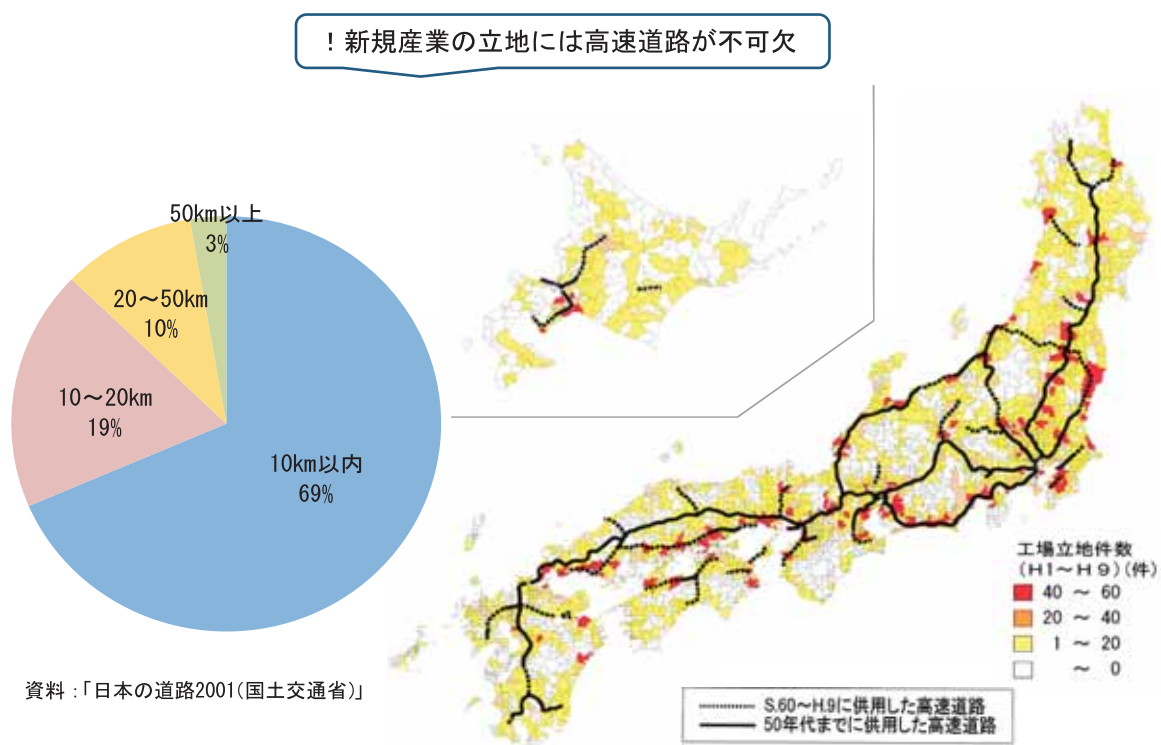 ！新規産業の立地には高速道路が不可欠
50km以上
3%
20～50km
10%
10～20km
19%
10km以内
69%
資料：「日本の道路2001(国土交通省)」
工場立地件数
(H1～H9)(件)
40 ～ 60
20 ～ 40
1 ～ 20
～ 0
S.60～H.9に供用した高速道路
50年代までに供用した高速道路